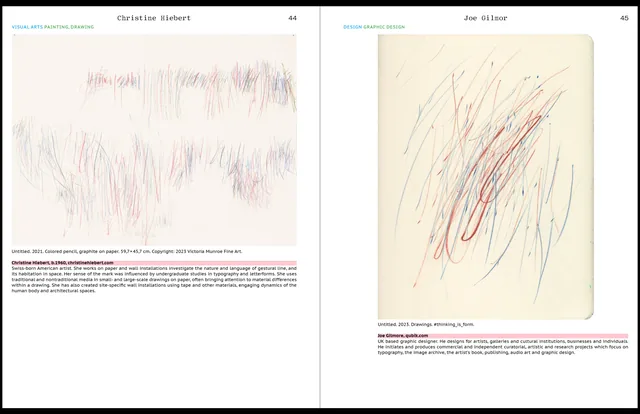 Christine Hiebert
44
VISUAL ARTS PAINTING, DRAWING
Untitled, 2021, Colored pencil, graphite on paper. 59,7×45,7 cm. Copyright: 2023 Victoria Munroe Fine Art.
Christine Hiebert, b.1960, christinehiebert.com
Swiss-born American artist. She works on paper and wall installations investigate the nature and language of gestural line, and
its habitation in space. Her sense of the mark was influenced by undergraduate studies in typography and letterforms. She uses
traditional and nontraditional media in small- and large-scale drawings on paper, often bringing attention to material differences
within a drawing. She has also created site-specific wall installations using tape and other materials, engaging dynamics of the
human body and architectural spaces.
Joe Gilmor
45
DESIGN GRAPHIC DESIGN
Untitled. 2023. Drawings. #thinking_is_form.
Joe Gilmore, qubik.com
UK based graphic designer. He designs for artists, galleries and cultural institutions, businesses and individuals.
He initiates and produces commercial and independent curatorial, artistic and research projects which focus on
typography, the image archive, the artist's book, publishing, audio art and graphic design.